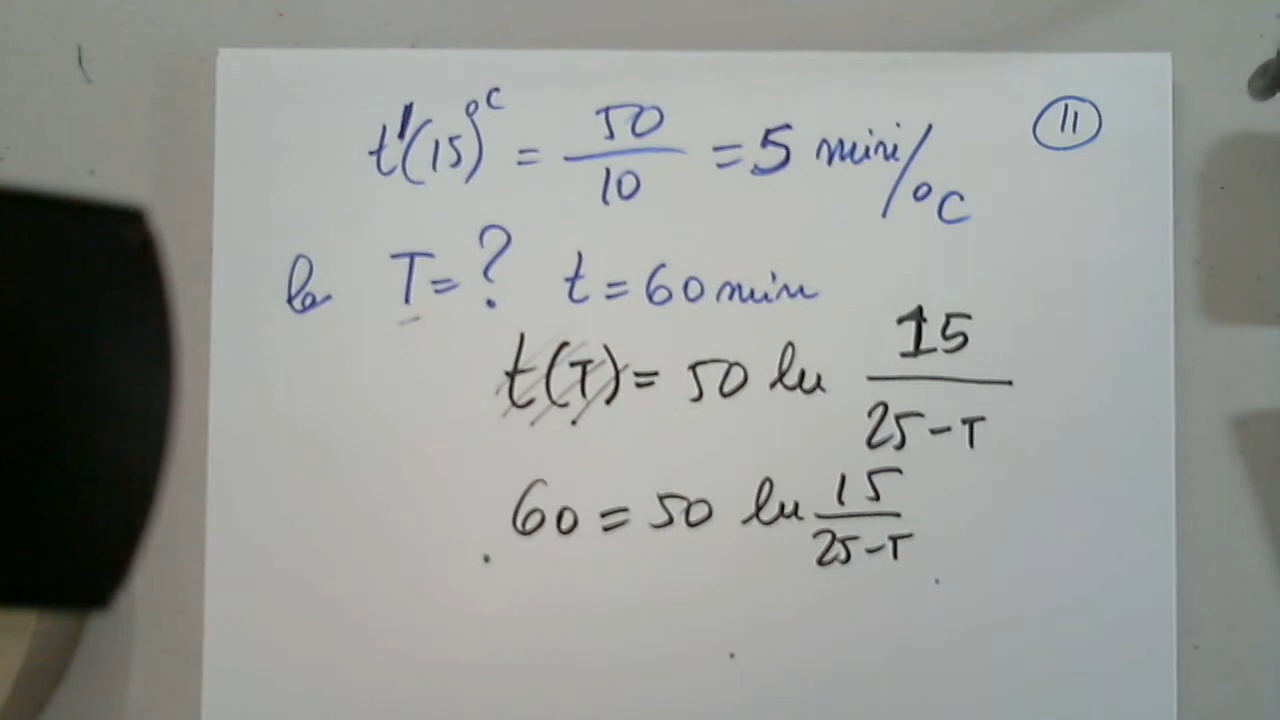 t'(15)°C = 50/10 = 5 min/°C
11
b T = ? t = 60 min
t(T) = 50 ln 15/(25-T)
60 = 50 ln 15/(25-T)